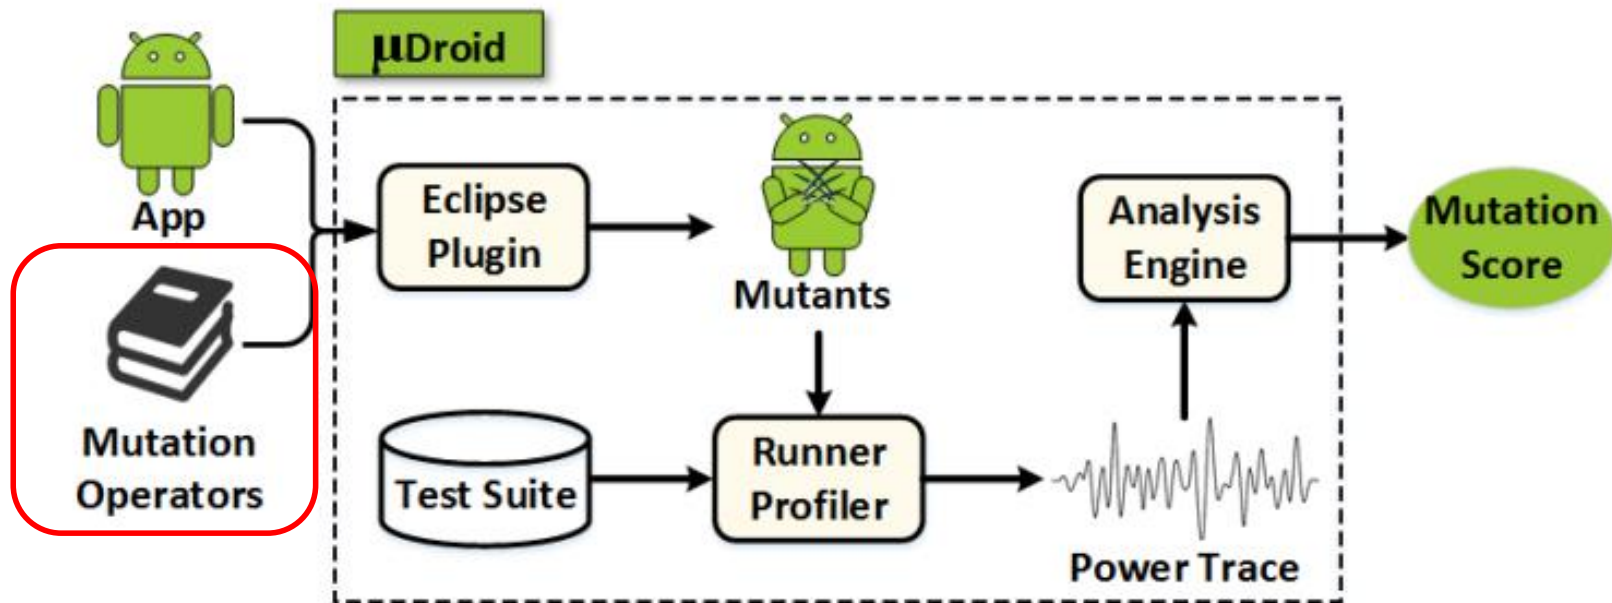 μDroid
App
Mutation
Operators
Eclipse
Plugin
Mutants
Test Suite
Runner
Profiler
Power Trace
Analysis
Engine
Mutation
Score